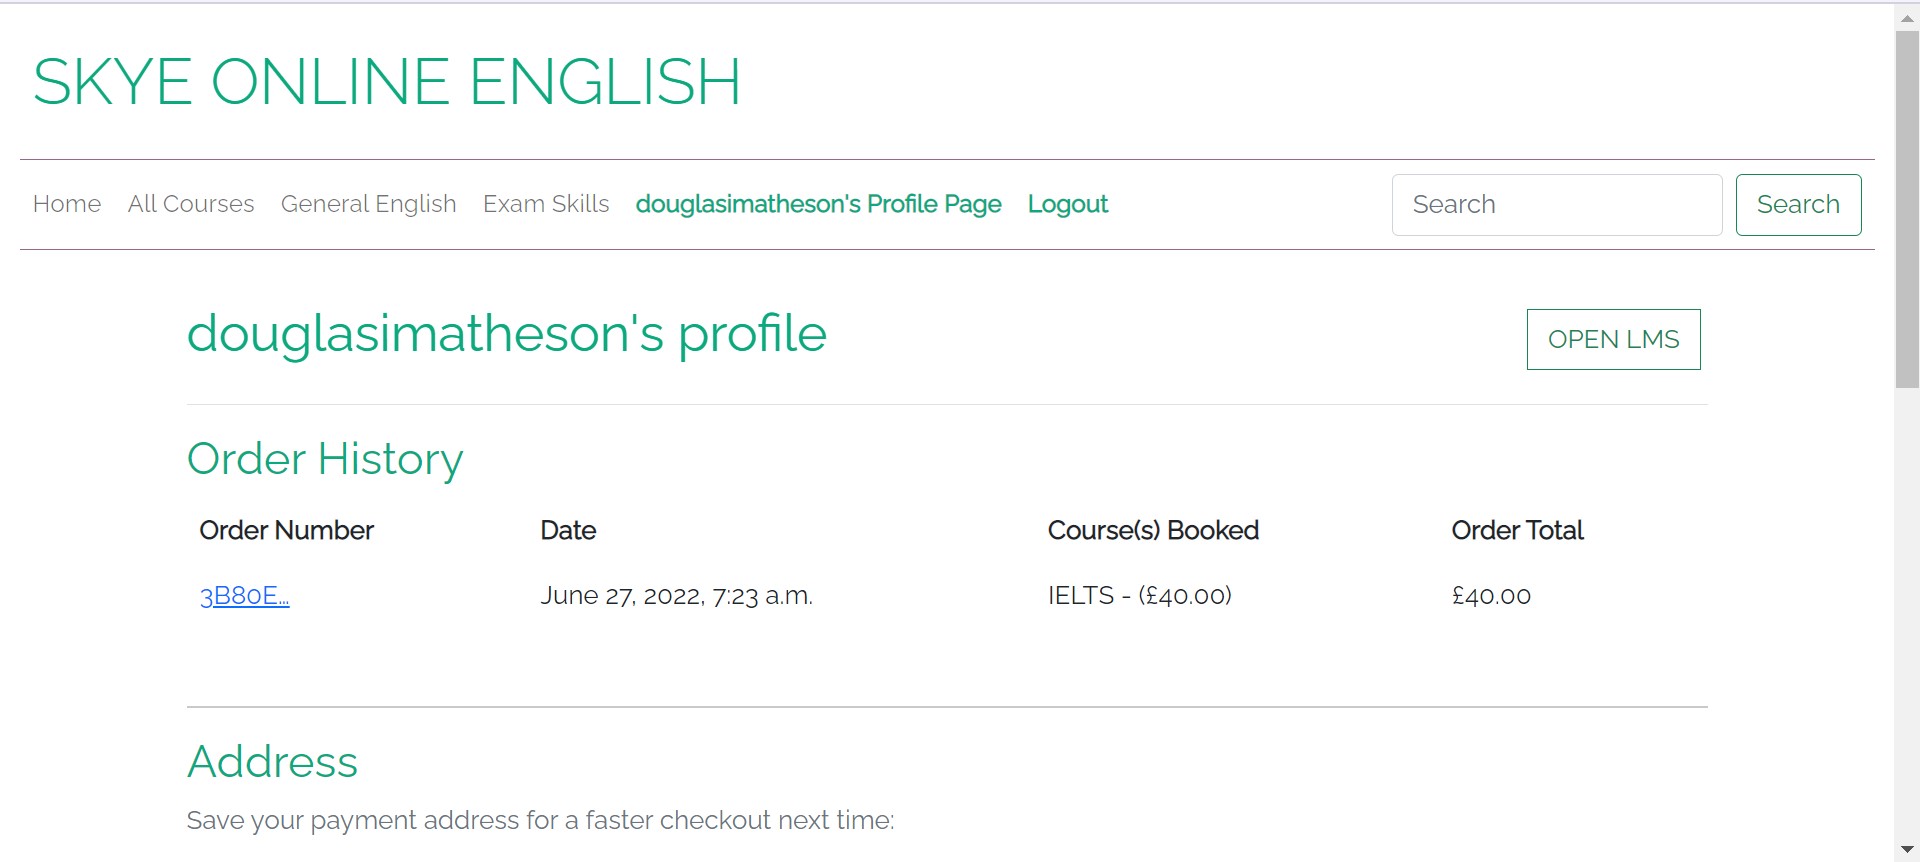 SKYE ONLINE ENGLISH
Home All Courses General English Exam Skills douglasimatheson's Profile Page Logout Search Search
douglasimatheson's profile OPEN LMS
Order History
Order Number Date Course(s) Booked Order Total
3B80E... June 27, 2022, 7:23 a.m. IELTS - (£40.00) £40.00
Address
Save your payment address for a faster checkout next time: